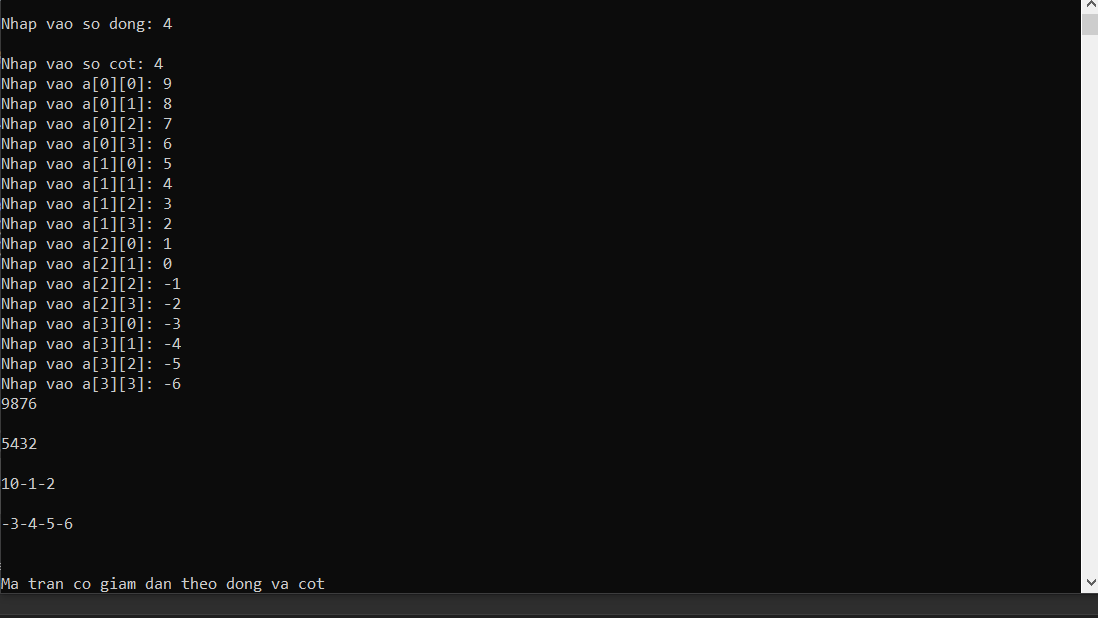 Nhap vao so dong: 4
Nhap vao so cot: 4
Nhap vao a[0][0]: 9
Nhap vao a[0][1]: 8
Nhap vao a[0][2]: 7
Nhap vao a[0][3]: 6
Nhap vao a[1][0]: 5
Nhap vao a[1][1]: 4
Nhap vao a[1][2]: 3
Nhap vao a[1][3]: 2
Nhap vao a[2][0]: 1
Nhap vao a[2][1]: 0
Nhap vao a[2][2]: -1
Nhap vao a[2][3]: -2
Nhap vao a[3][0]: -3
Nhap vao a[3][1]: -4
Nhap vao a[3][2]: -5
Nhap vao a[3][3]: -6
9876
5432
10-1-2
-3-4-5-6
Ma tran co giam dan theo dong va cot